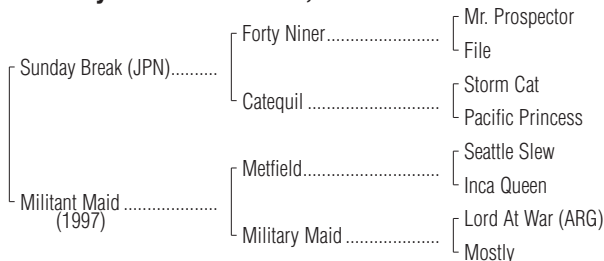 Mr. Prospector
Forty Niner..........................
File
Sunday Break (JPN)..........
Storm Cat
Catequil ..............................
Pacific Princess
Seattle Slew
Metfield...............................
Inca Queen
Militant Maid .....................
(1997)
Lord At War (ARG)
Military Maid .....................
Mostly